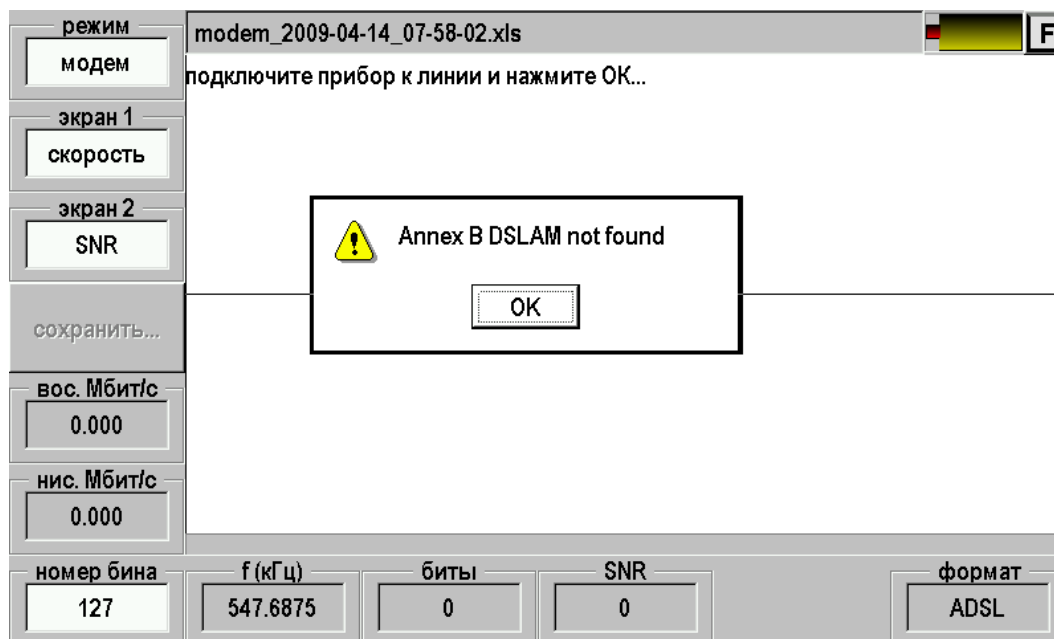 режим
модем
modem_2009-04-14_07-58-02.xls
F
подключите прибор к линии и нажмите ОК...
экран 1
скорость
экран 2
SNR
Annex B DSLAM not found
OK
сохранить...
вос. Мбит/с
0.000
нис. Мбит/с
0.000
номер бина
127
f (кГц)
547.6875
биты
0
SNR
0
формат
ADSL